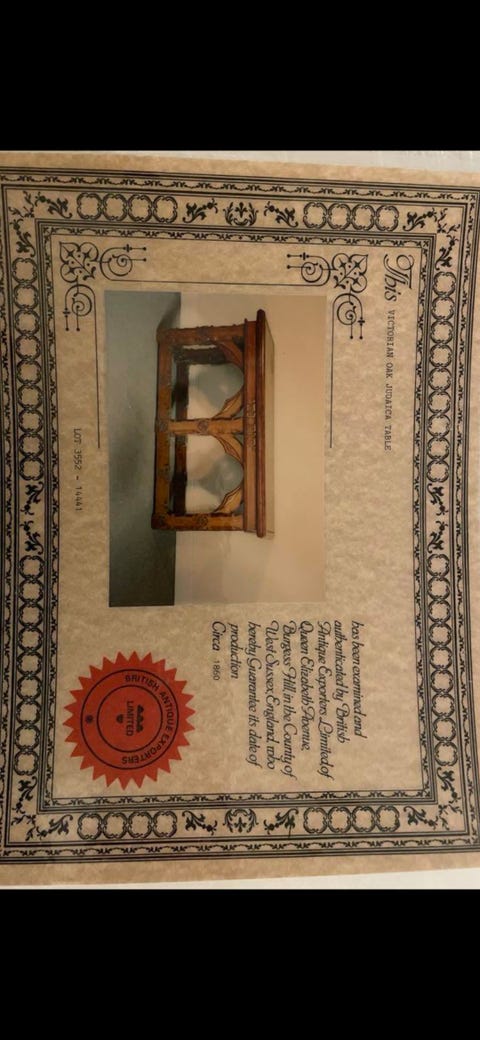 This VICTORIAN OAK JUDAICA TABLE
has been examined and
authenticated by British
Antique Exporters Limited of
Queen Elizabeth Avenue,
Burgess Hill, in the County of
West Sussex, England, who
hereby Guarantee its date of
production
Circa 1860
LOT 3552 - 14441
BRITISH ANTIQUE EXPORTERS
LIMITED